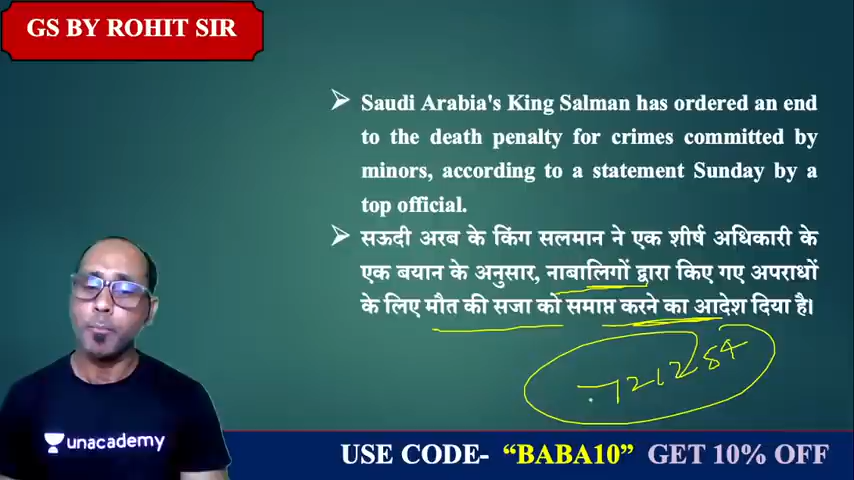 GS BY ROHIT SIR
Saudi Arabia's King Salman has ordered an end
to the death penalty for crimes committed by
minors, according to a statement Sunday by a
top official.
सऊदी अरब के किंग सलमान ने एक शीर्ष अधिकारी के
एक बयान के अनुसार, नाबालिगों द्वारा किए गए अपराधों
के लिए मौत की सजा को समाप्त करने का आदेश दिया है।
unacademy
USE CODE- “BABA10” GET 10% OFF